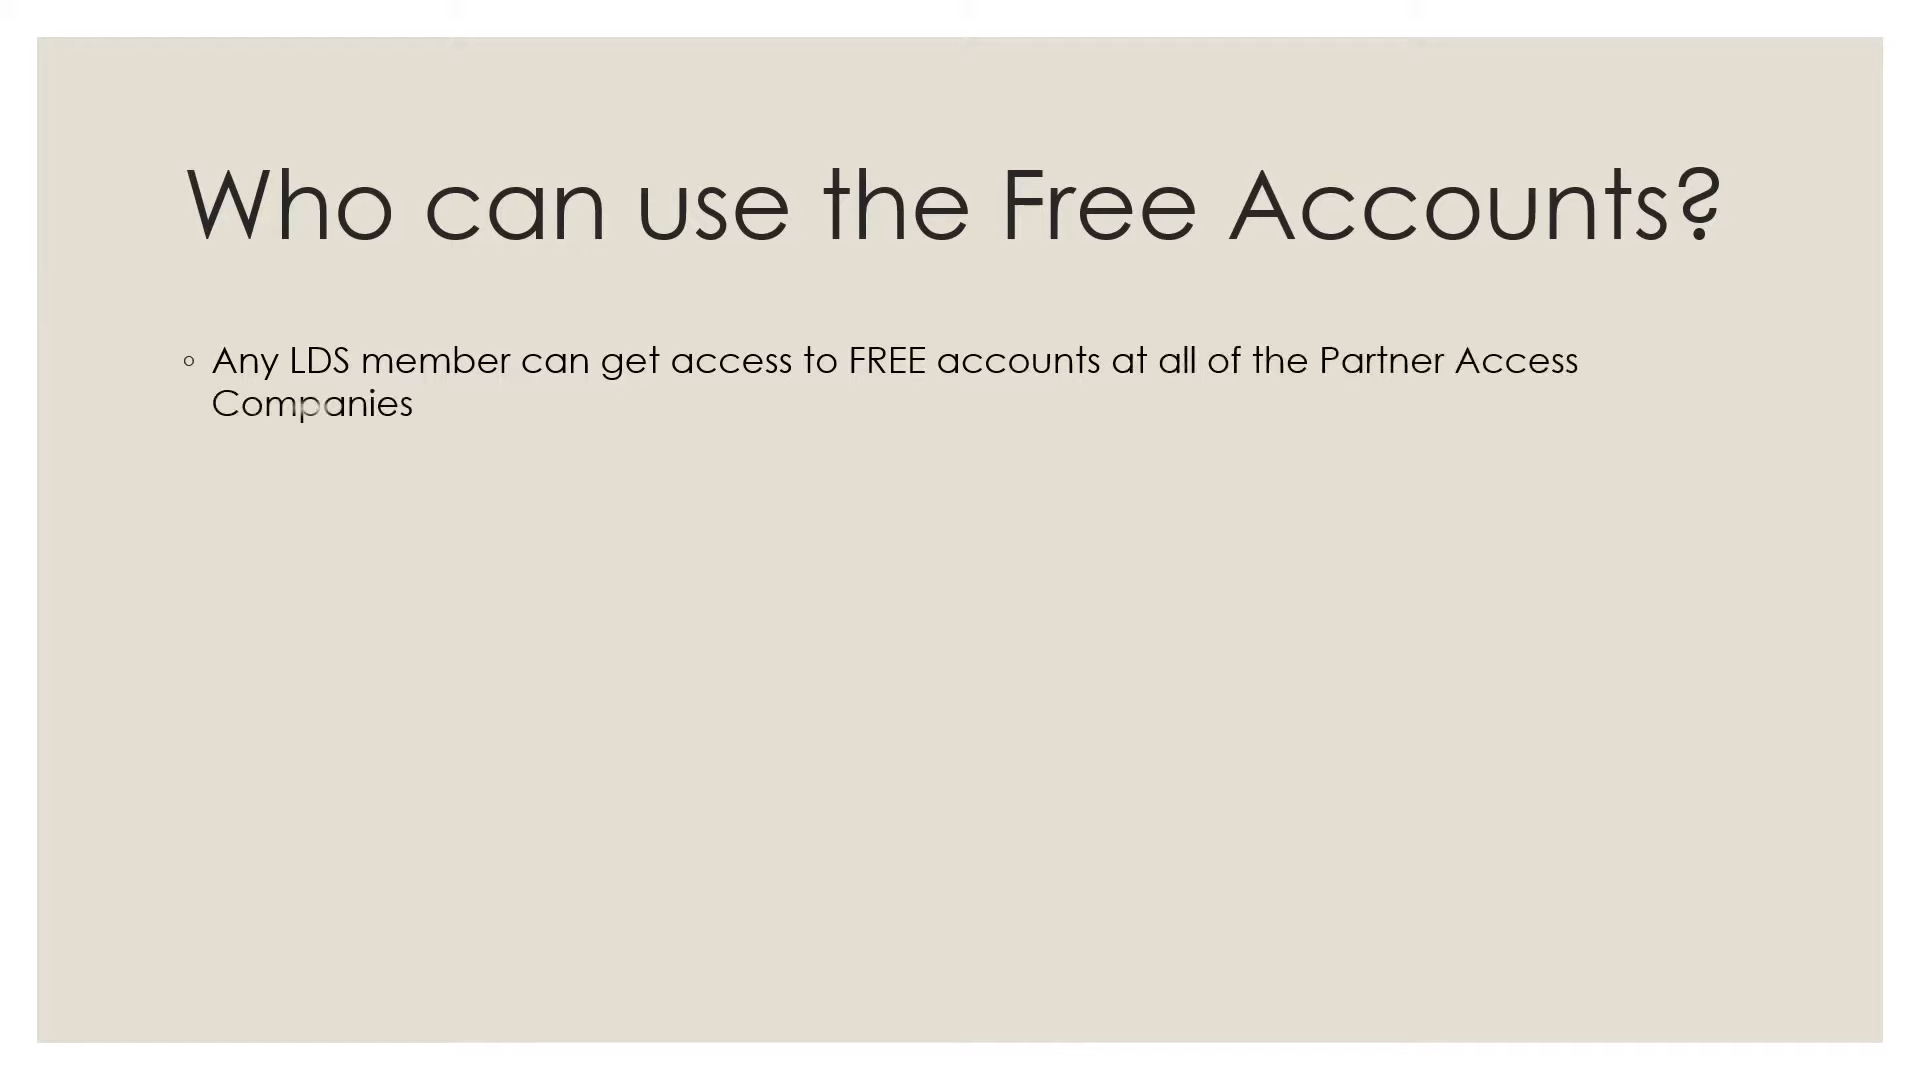 Who can use the Free Accounts?
◦ Any LDS member can get access to FREE accounts at all of the Partner Access
Companies